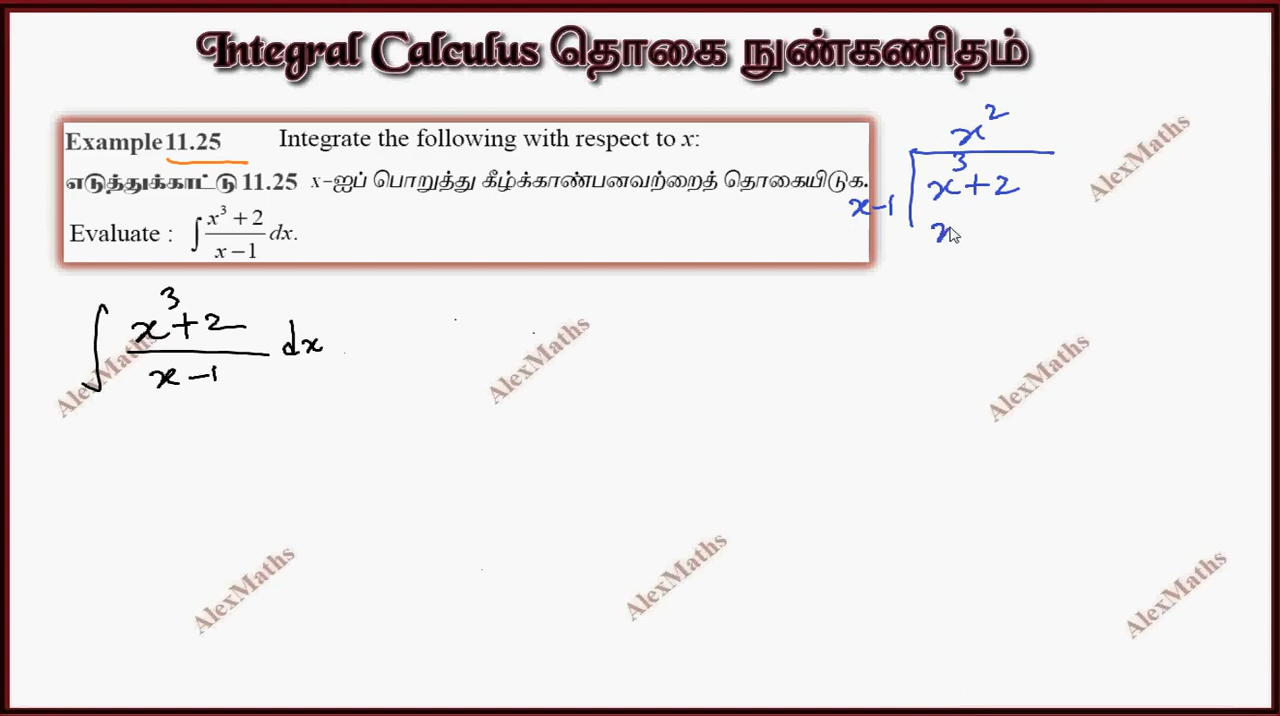 Integral Calculus தொகை நுண்கணிதம்
Example 11.25 Integrate the following with respect to x:
எடுத்துக்காட்டு 11.25 x-ஐப் பொறுத்து கீழ்க்காண்பனவற்றைத் தொகையிடுக.
Evaluate : ∫ (x³ + 2)/(x − 1) dx.
x²
x³ + 2
x − 1
x
∫ (x³ + 2)/(x − 1) dx
AlexMaths
AlexMaths
AlexMaths
AlexMaths
AlexMaths
AlexMaths
AlexMaths